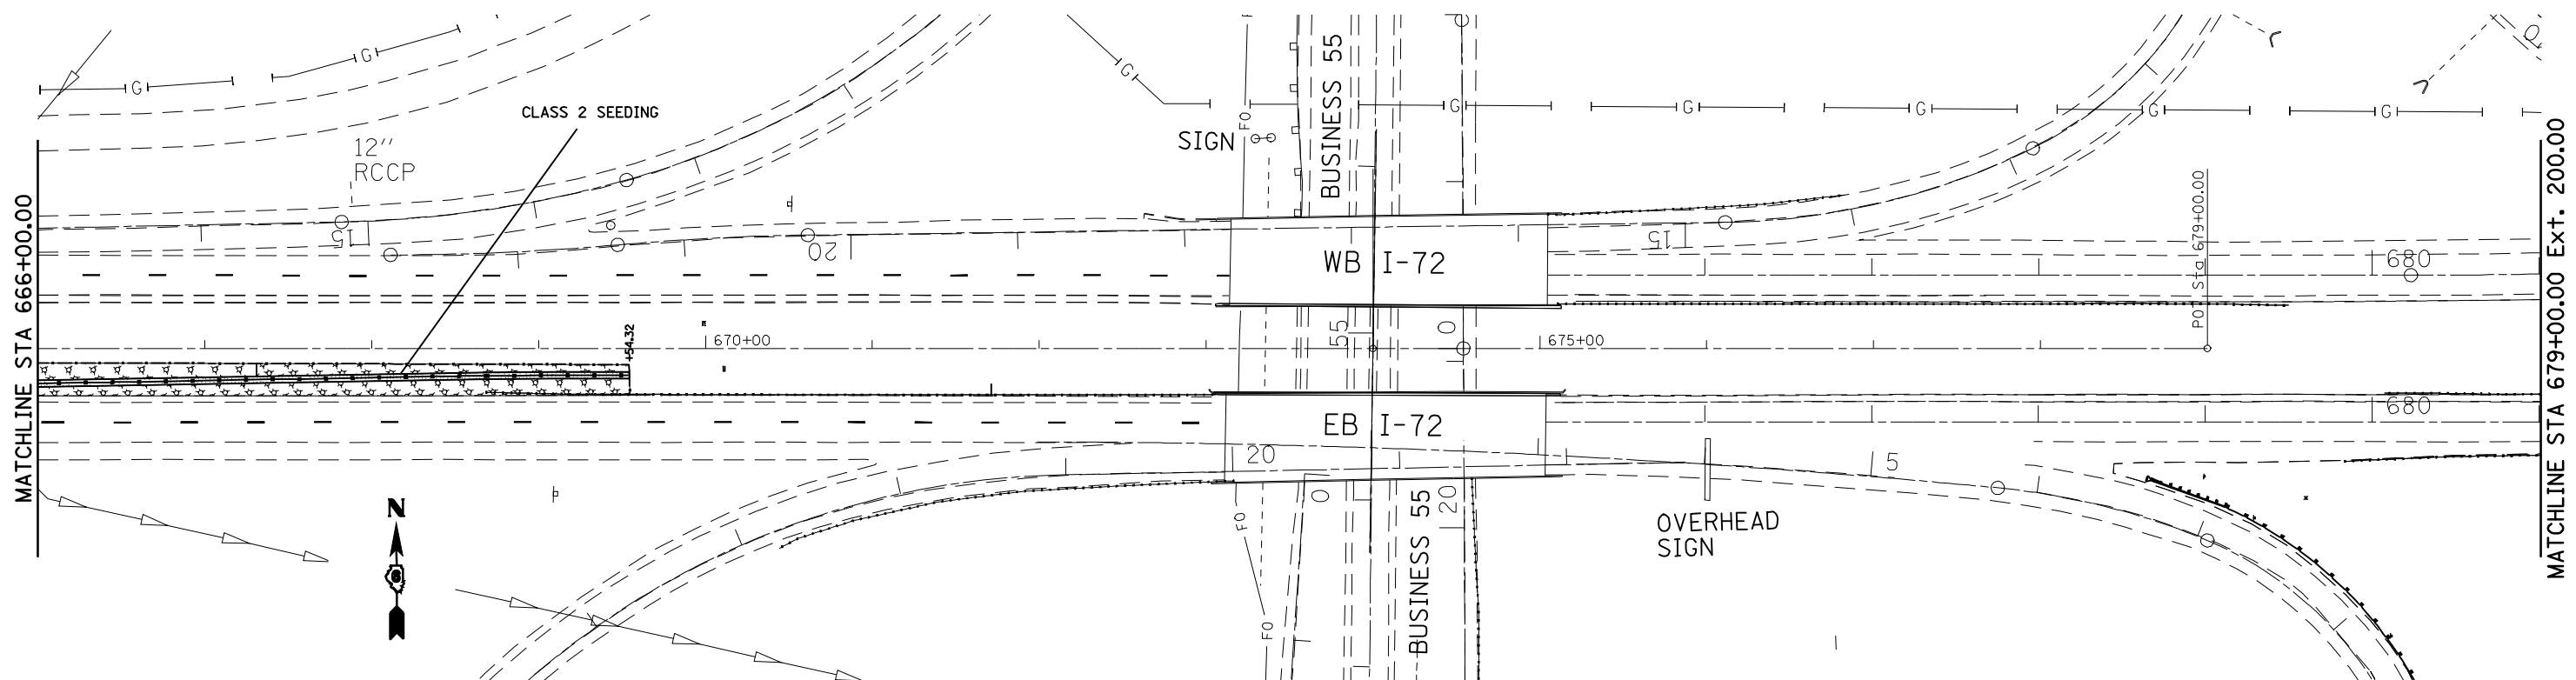 MATCHLINE STA 666+00.00
G
G
CLASS 2 SEEDING
12"
RCCP
15
20
+54.32
670+00
G
SIGN
FO
BUSINESS 55
G
G
G
G
G
WB I-72
15
POT Sta 679+00.00
680
55
0
675+00
EB I-72
680
20
5
N
6
FO
FO
0
20
BUSINESS 55
OVERHEAD
SIGN
MATCHLINE STA 679+00.00 Ext. 200.00